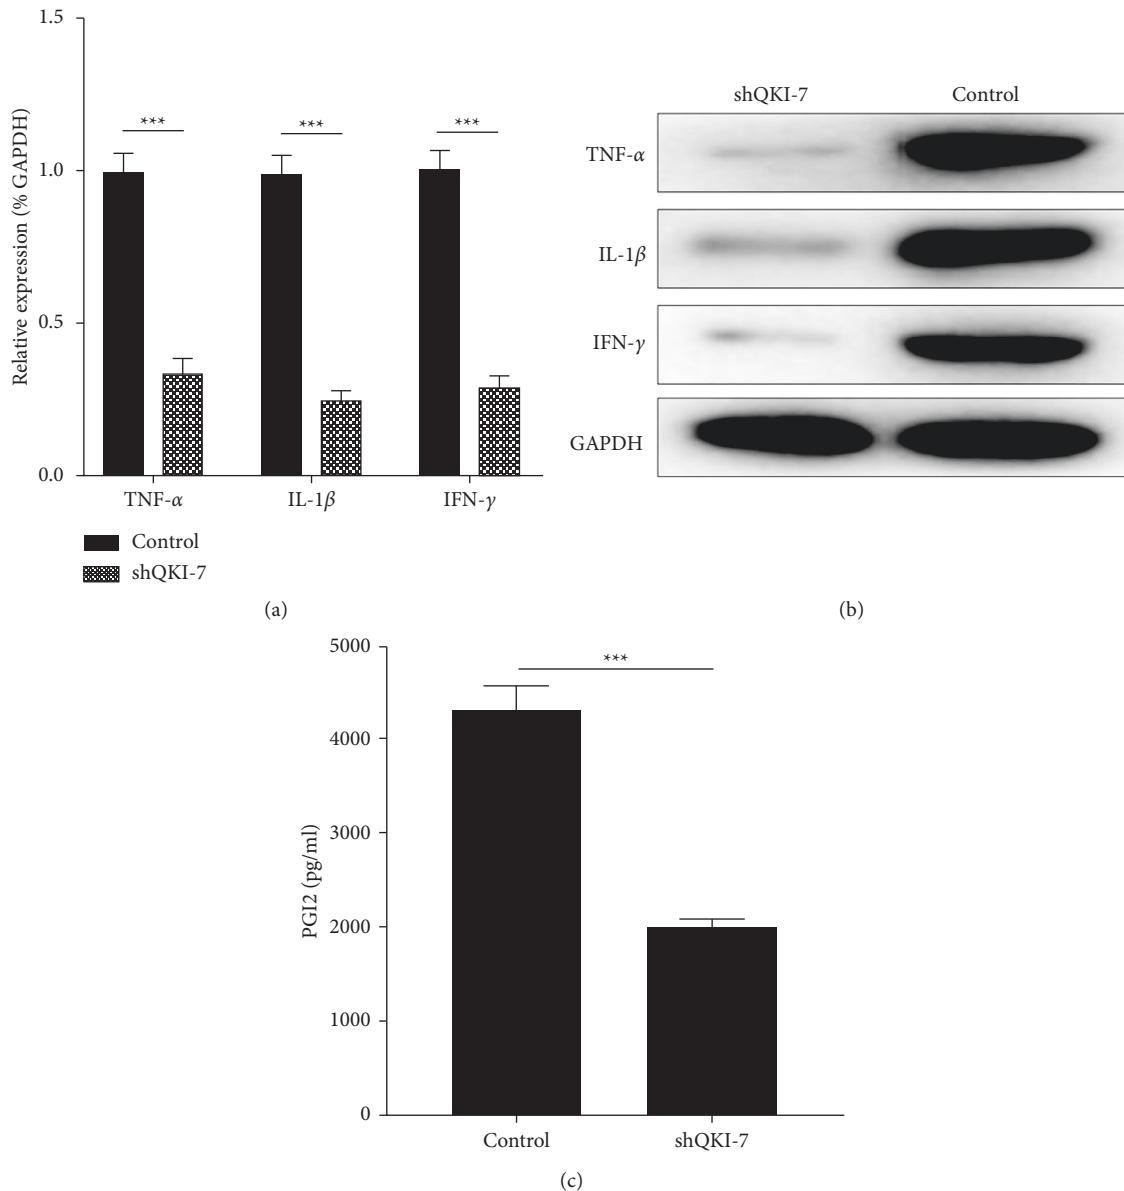 1.5
1.0
0.5
0.0
Relative expression (% GAPDH)
***
***
***
TNF-α
IL-1β
IFN-γ
Control
shQKI-7
(a)
shQKI-7
Control
TNF-α
IL-1β
IFN-γ
GAPDH
(b)
5000
4000
3000
2000
1000
0
PGI2 (pg/ml)
***
Control
shQKI-7
(c)